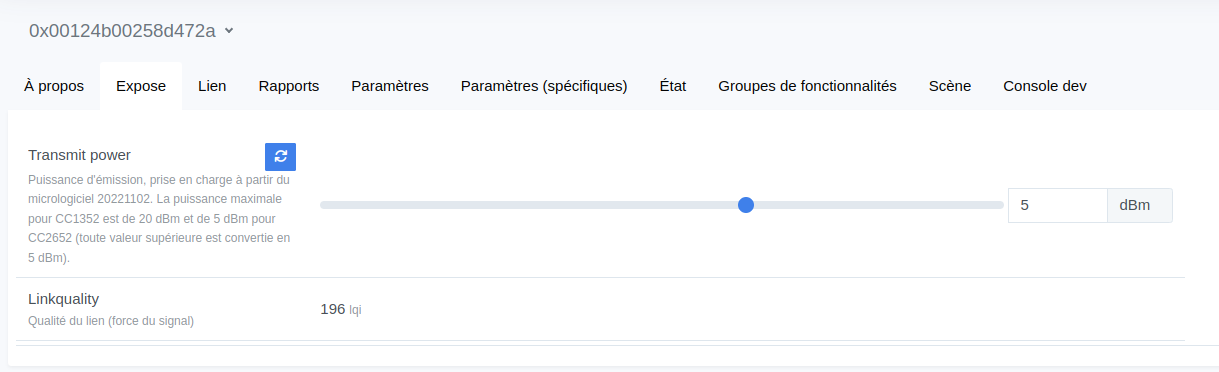 0x00124b00258d472a
À propos Expose Lien Rapports Paramètres Paramètres (spécifiques) État Groupes de fonctionnalités Scène Console dev
Transmit power
Puissance d'émission, prise en charge à partir du
micrologiciel 20221102. La puissance maximale
pour CC1352 est de 20 dBm et de 5 dBm pour
CC2652 (toute valeur supérieure est convertie en
5 dBm).
5 dBm
Linkquality
Qualité du lien (force du signal)
196 lqi